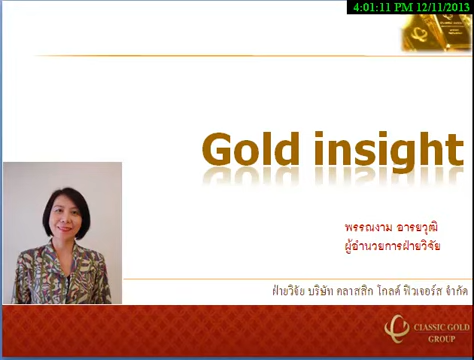 4:01:11 PM 12/11/2013
Gold insight
พรรณงาม อารยวุฒิ
ผู้อำนวยการฝ่ายวิจัย
ฝ่ายวิจัย บริษัท คลาสสิก โกลด์ ฟิวเจอร์ส จำกัด
CLASSIC GOLD
GROUP